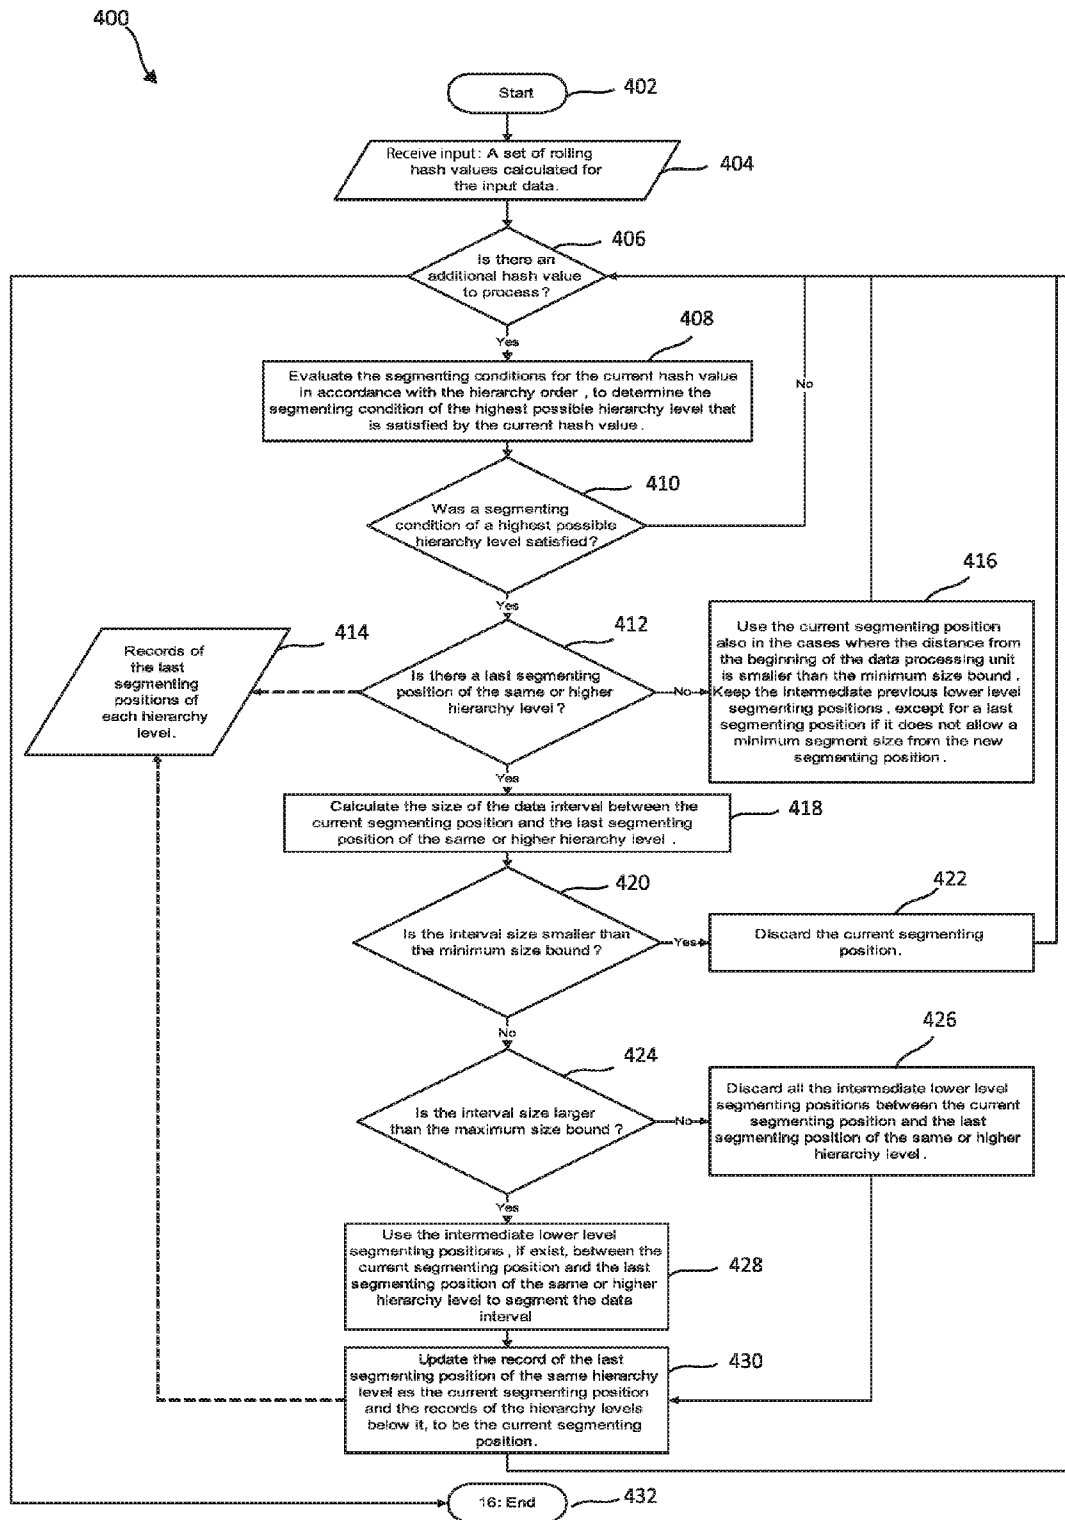 400
Start
402
Receive input: A set of rolling
hash values calculated for
the input data.
404
406
Is there an
additional hash value
to process?
Yes
408
Evaluate the segmenting conditions for the current hash value
in accordance with the hierarchy order, to determine the
segmenting condition of the highest possible hierarchy level that
is satisfied by the current hash value.
No
410
Was a segmenting
condition of a highest possible
hierarchy level satisfied?
Yes
412
Is there a last segmenting
position of the same or higher
hierarchy level?
414
Records of
the last
segmenting
positions of
each hierarchy
level.
No
416
Use the current segmenting position
also in the cases where the distance from
the beginning of the data processing unit
is smaller than the minimum size bound.
Keep the intermediate previous lower level
segmenting positions, except for a last
segmenting position if it does not allow a
minimum segment size from the new
segmenting position.
Yes
Calculate the size of the data interval between the
current segmenting position and the last segmenting
position of the same or higher hierarchy level.
418
420
Is the interval size smaller than
the minimum size bound?
Yes
422
Discard the current segmenting
position.
No
424
Is the interval size larger
than the maximum size bound?
No
426
Discard all the intermediate lower level
segmenting positions between the current
segmenting position and the last
segmenting position of the same or higher
hierarchy level.
Yes
Use the intermediate lower level
segmenting positions, if exist, between the
current segmenting position and the last
segmenting position of the same or higher
hierarchy level to segment the data
interval
428
Update the record of the last
segmenting position of the same hierarchy
level as the current segmenting position
and the records of the hierarchy levels
below it, to be the current segmenting
position.
430
16: End
432